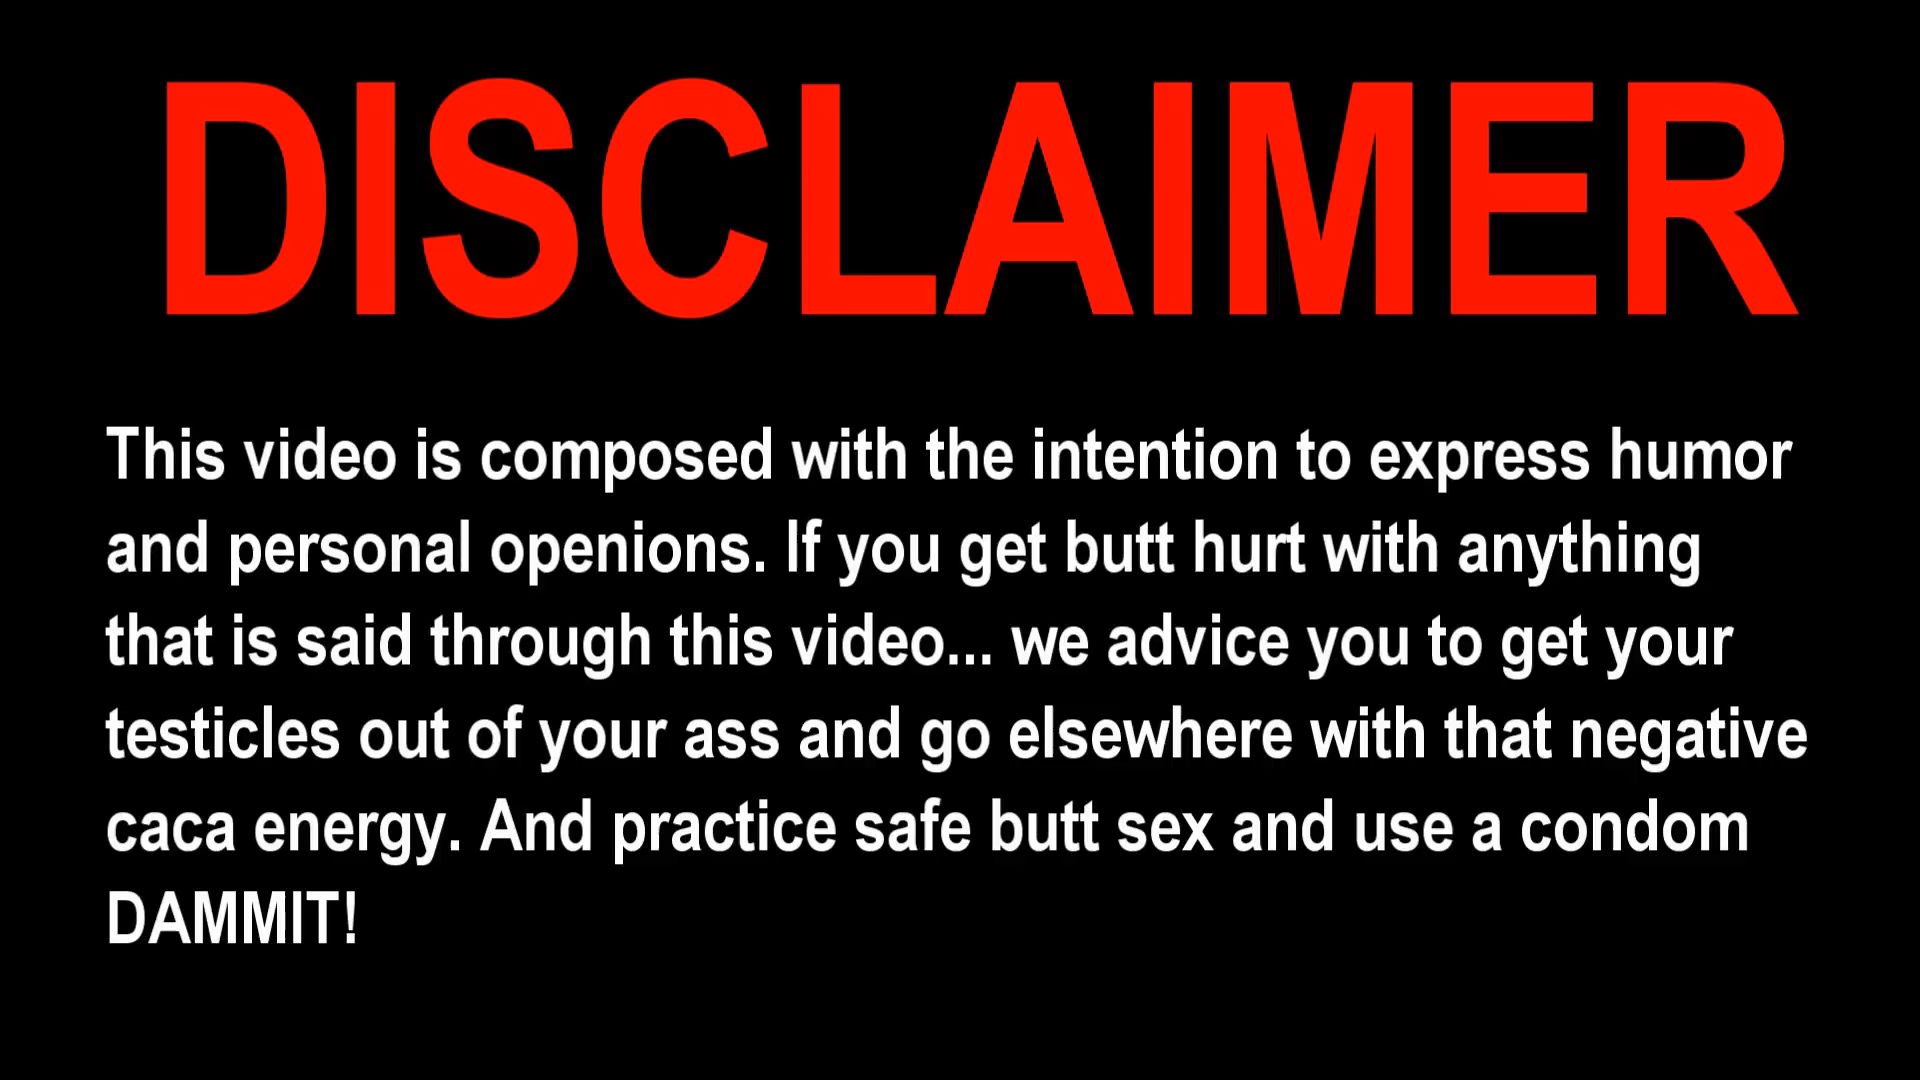 DISCLAIMER
This video is composed with the intention to express humor
and personal openions. If you get butt hurt with anything
that is said through this video... we advice you to get your
testicles out of your ass and go elsewhere with that negative
caca energy. And practice safe butt sex and use a condom
DAMMIT!